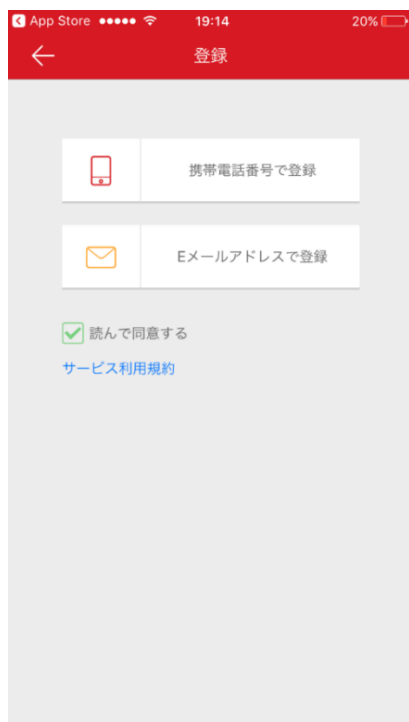 App Store 19:14 20%
登録
携帯電話番号で登録
Eメールアドレスで登録
読んで同意する
サービス利用規約